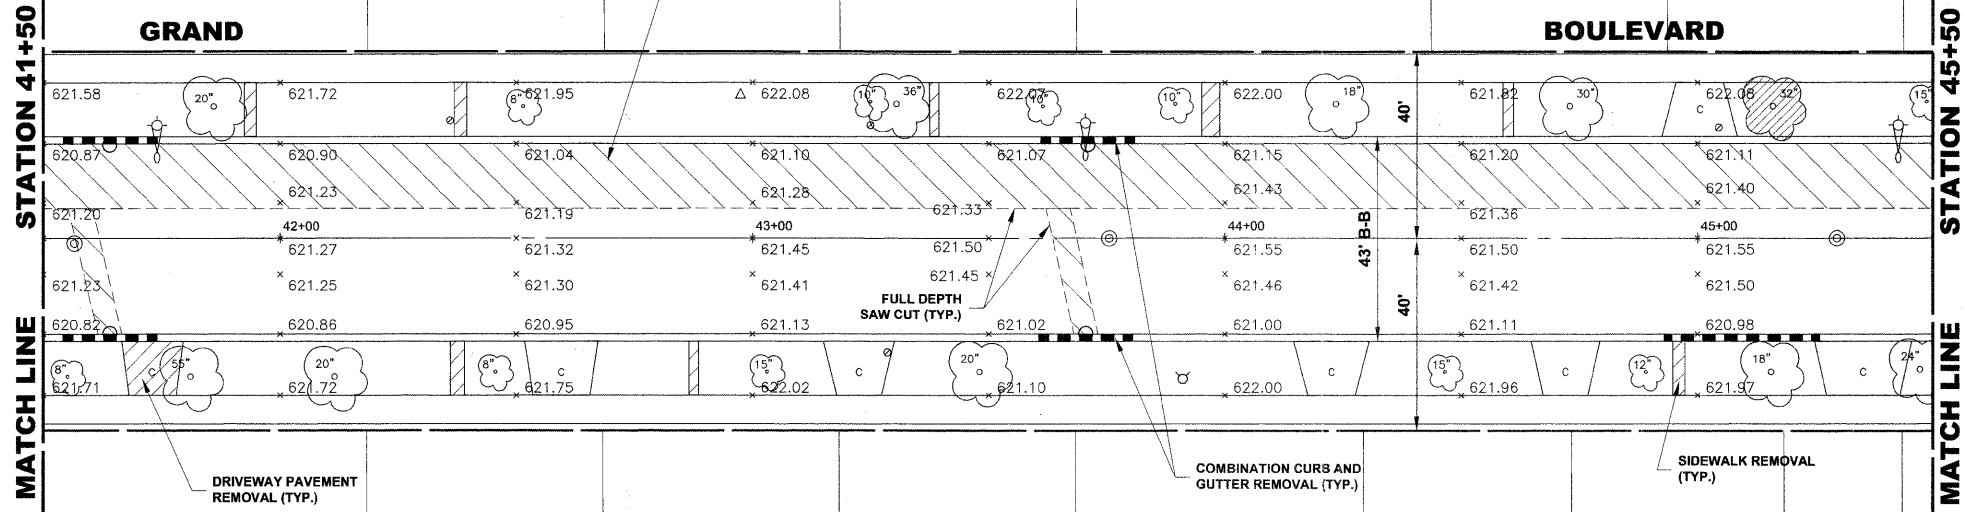 GRAND BOULEVARD
STATION 41+50
STATION 45+50
621.58 20" 621.72 8" 621.95 622.08 10" 36" 622.07 10" 10" 622.00 18" 621.82 30" 622.08 C 32" 15"
40'
620.87 620.90 621.04 621.10 621.07 621.15 621.20 621.11
621.23 621.28 621.43 621.40
621.20 621.19 621.33 621.36
42+00 43+00 44+00 45+00
621.27 621.32 621.45 621.50 621.55 621.50 621.55
43' B-B
621.23 621.25 621.30 621.41 621.45 621.46 621.42 621.50
FULL DEPTH
SAW CUT (TYP.)
40'
620.82 620.86 620.95 621.13 621.02 621.00 621.11 620.98
8" C 55" 20" 8" C 15" C 20" C 15" C 12" 18" C 24"
621.71 621.72 621.75 622.02 621.10 622.00 621.96 621.97
MATCH LINE
MATCH LINE
DRIVEWAY PAVEMENT
REMOVAL (TYP.)
COMBINATION CURS AND
GUTTER REMOVAL (TYP.)
SIDEWALK REMOVAL
(TYP.)